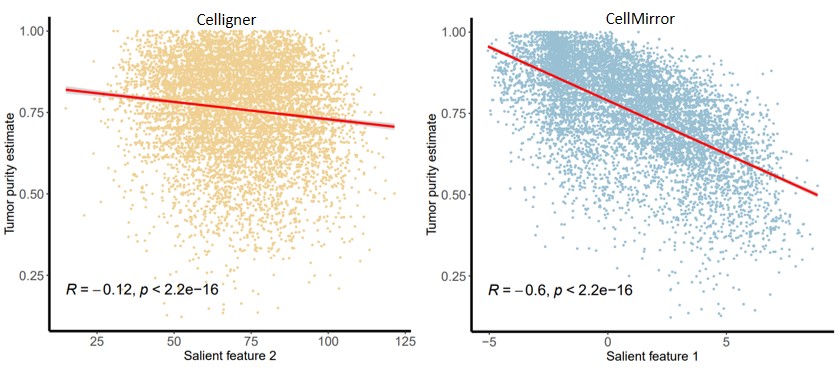 Celligner
Tumor purity estimate
1.00
0.75
0.50
0.25
R = −0.12, p < 2.2e−16
25
50
75
100
125
Salient feature 2
CellMirror
Tumor purity estimate
1.00
0.75
0.50
0.25
R = −0.6, p < 2.2e−16
−5
0
5
Salient feature 1